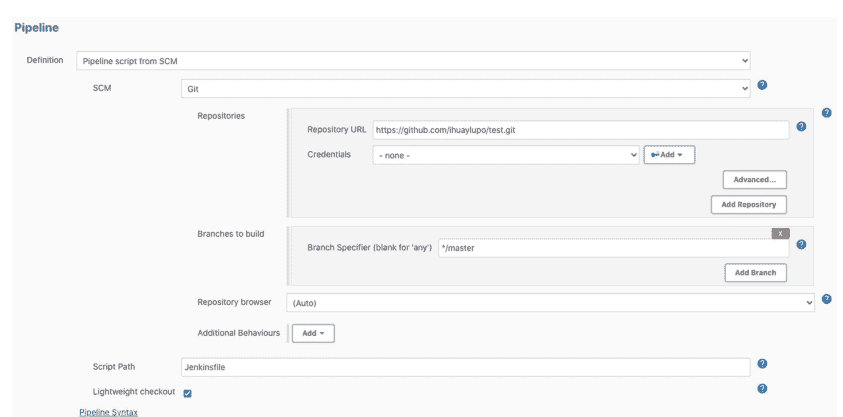 Pipeline
Definition Pipeline script from SCM
SCM Git
Repositories
Repository URL https://github.com/ihuaylupo/test.git
Credentials - none - Add
Advanced...
Add Repository
Branches to build
x
Branch Specifier (blank for 'any') */master
Add Branch
Repository browser (Auto)
Additional Behaviours Add
Script Path Jenkinsfile
Lightweight checkout
Pipeline Syntax